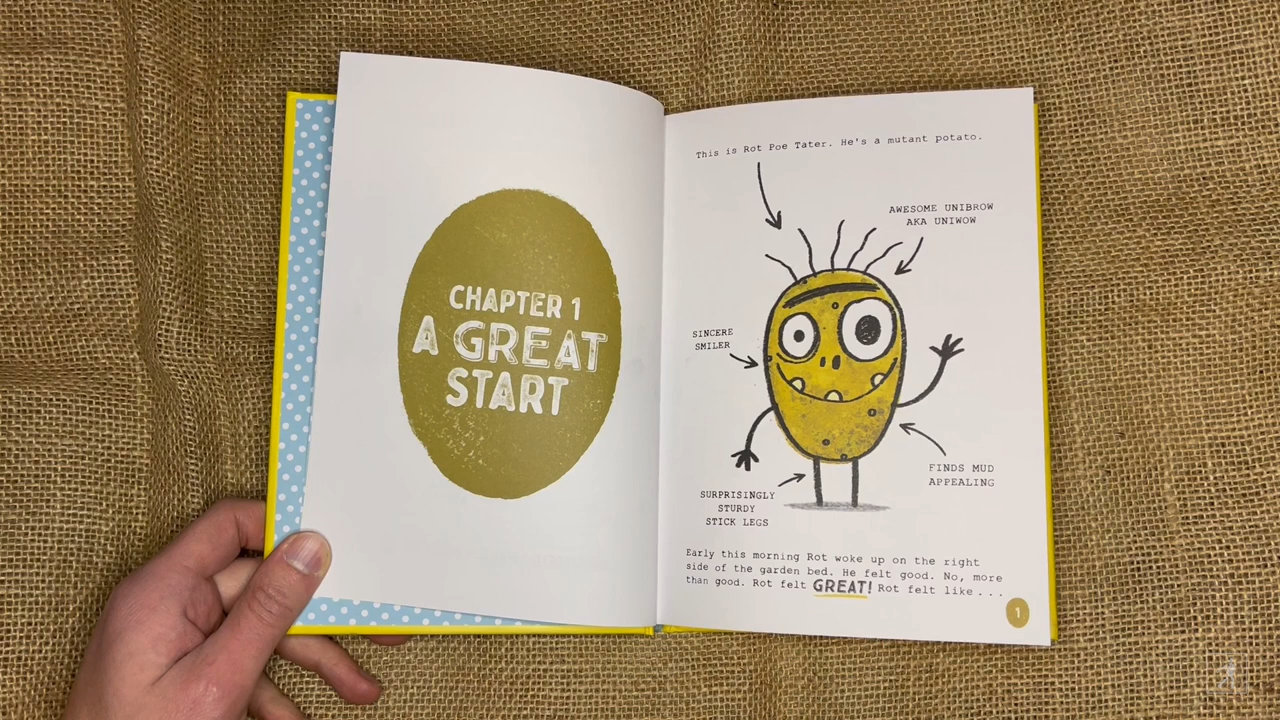 CHAPTER 1
A GREAT
START
This is Rot Poe Tater. He's a mutant potato.
AWESOME UNIBROW
AKA UNIWOW
SINCERE
SMILER
FINDS MUD
APPEALING
SURPRISINGLY
STURDY
STICK LEGS
Early this morning Rot woke up on the right
side of the garden bed. He felt good. No, more
than good. Rot felt GREAT! Rot felt like . . .
1